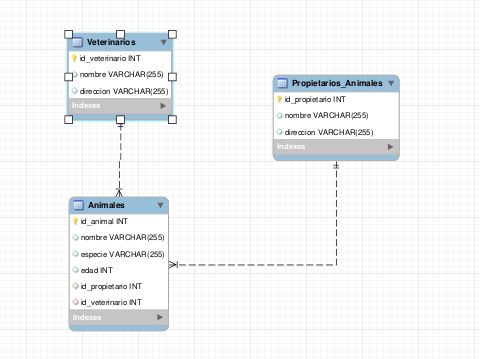 Veterinarios
id_veterinario INT
nombre VARCHAR(255)
direccion VARCHAR(255)
Indexes
Propietarios_Animales
id_propietario INT
nombre VARCHAR(255)
direccion VARCHAR(255)
Indexes
Animales
id_animal INT
nombre VARCHAR(255)
especie VARCHAR(255)
edad INT
id_propietario INT
id_veterinario INT
Indexes